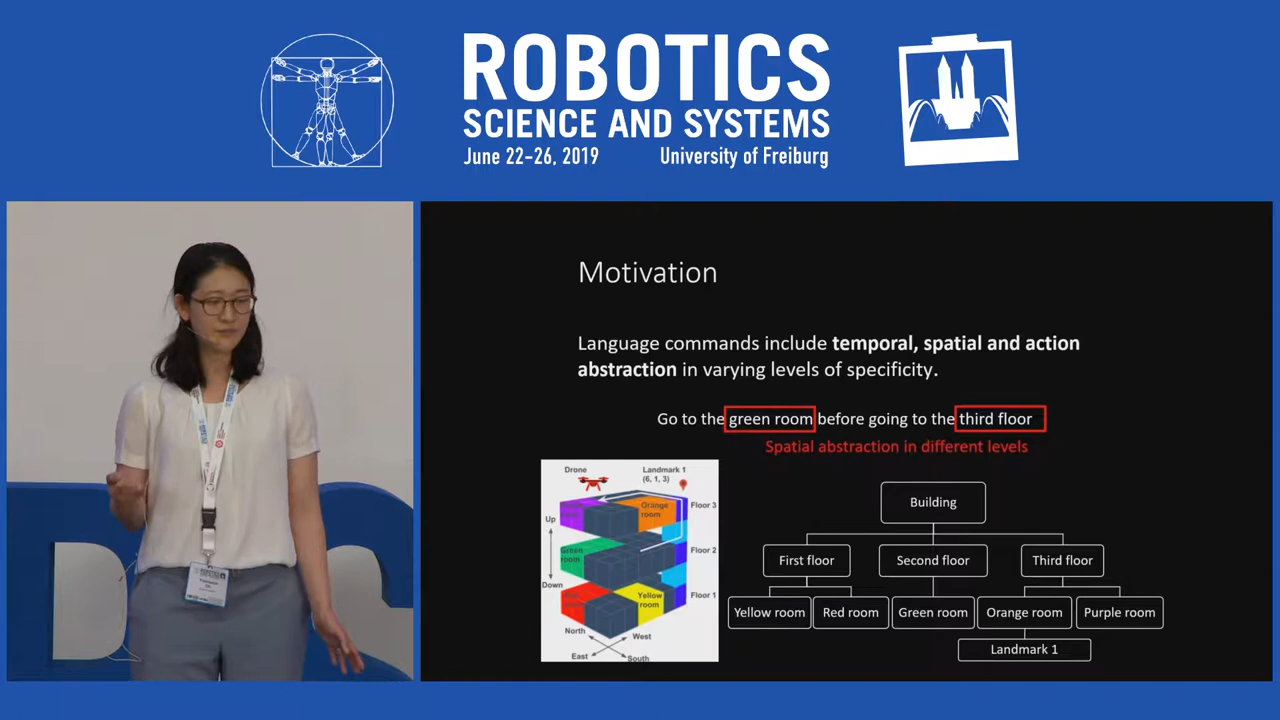 ROBOTICS
SCIENCE AND SYSTEMS
June 22-26, 2019 University of Freiburg
Motivation
Language commands include temporal, spatial and action
abstraction in varying levels of specificity.
Go to the green room before going to the third floor
Spatial abstraction in different levels
Drone
Landmark 1
(6, 1, 3)
Orange
room
Floor 3
Up
Green
room
Floor 2
Down
Yellow
room
Floor 1
North
West
East
South
Building
First floor
Second floor
Third floor
Yellow room
Red room
Green room
Orange room
Purple room
Landmark 1